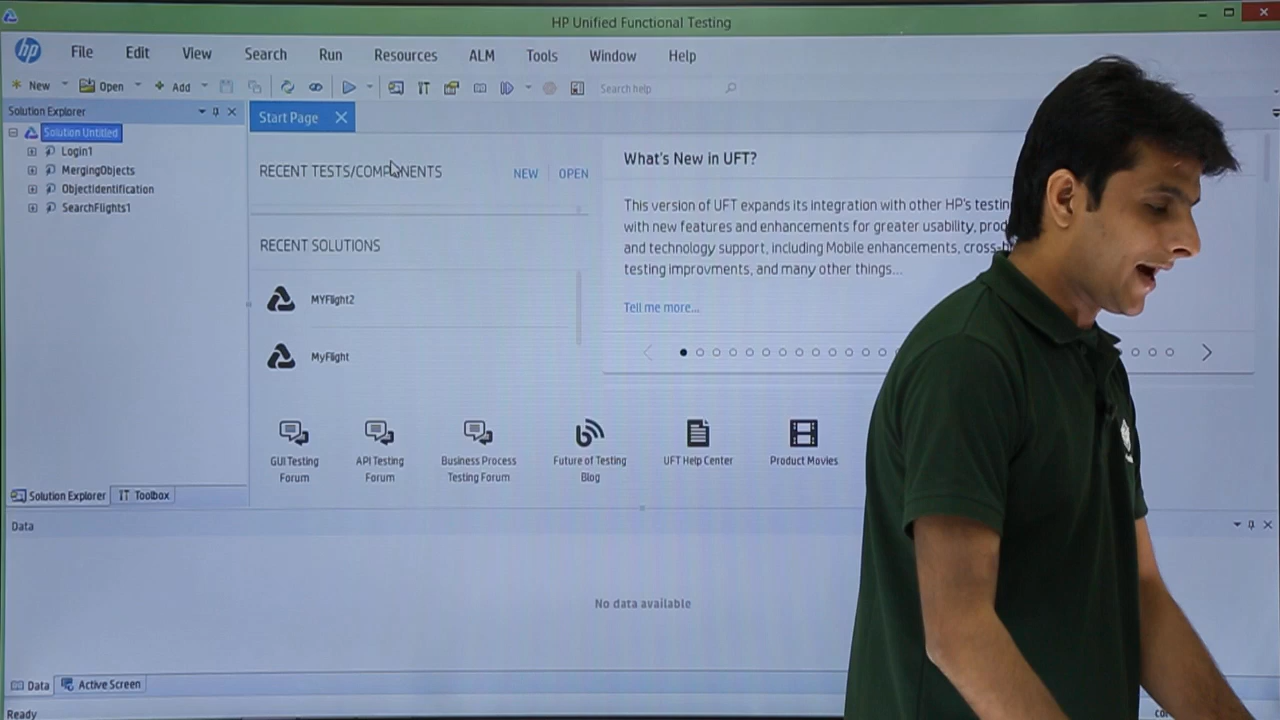 HP Unified Functional Testing
hp File Edit View Search Run Resources ALM Tools Window Help
New Open Add Search help
Solution Explorer
Solution Untitled
Login1
MergingObjects
ObjectIdentification
SearchFlights1
Solution Explorer Toolbox
Start Page
RECENT TESTS/COMPONENTS NEW OPEN
RECENT SOLUTIONS
MYFlight2
MyFlight
What's New in UFT?
This version of UFT expands its integration with other HP's testin
with new features and enhancements for greater usability, prod
and technology support, including Mobile enhancements, cross-b
testing improvments, and many other things...
Tell me more...
GUI Testing
Forum
API Testing
Forum
Business Process
Testing Forum
Future of Testing
Blog
UFT Help Center
Product Movies
Data
No data available
Data Active Screen
Ready